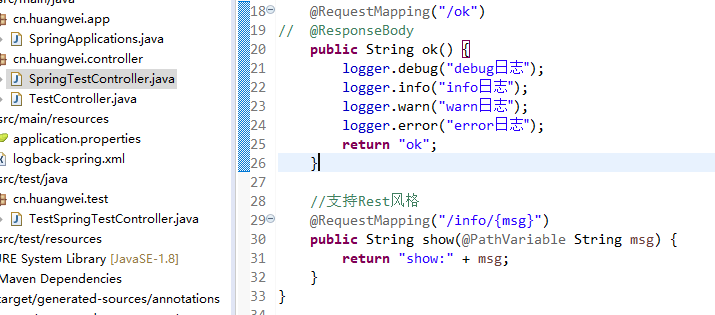 src/main/java
cn.huangwei.app
SpringApplications.java
cn.huangwei.controller
SpringTestController.java
TestController.java
src/main/resources
application.properties
logback-spring.xml
src/test/java
cn.huangwei.test
TestSpringTestController.java
src/test/resources
JRE System Library [JavaSE-1.8]
Maven Dependencies
target/generated-sources/annotations
18 @RequestMapping("/ok")
19 // @ResponseBody
20 public String ok() {
21 logger.debug("debug日志");
22 logger.info("info日志");
23 logger.warn("warn日志");
24 logger.error("error日志");
25 return "ok";
26 }
27
28 //支持Rest风格
29 @RequestMapping("/info/{msg}")
30 public String show(@PathVariable String msg) {
31 return "show:" + msg;
32 }
33 }
34